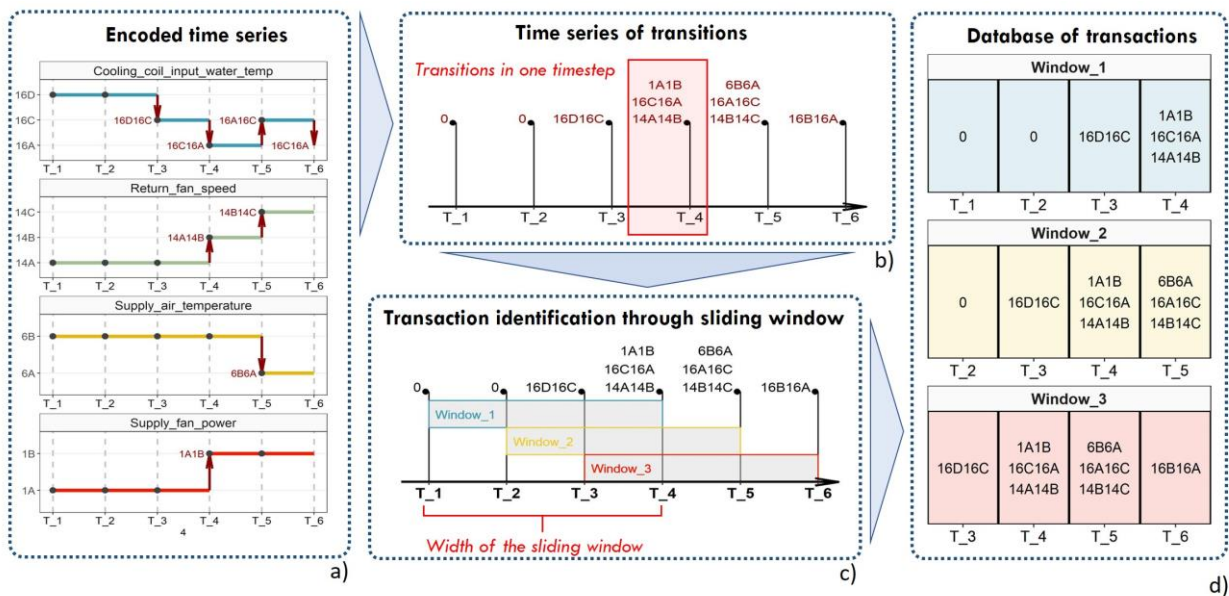 Encoded time series
Cooling_coil_input_water_temp
16D
16C
16A
16D16C
16A16C
16C16A
16C16A
T_1 T_2 T_3 T_4 T_5 T_6
Return_fan_speed
14C
14B
14A
14B14C
14A14B
T_1 T_2 T_3 T_4 T_5 T_6
Supply_air_temperature
6B
6A
6B6A
T_1 T_2 T_3 T_4 T_5 T_6
Supply_fan_power
1B
1A
1A1B
T_1 T_2 T_3 T_4 T_5 T_6
4
a)
Time series of transitions
Transitions in one timestep
1A1B 6B6A
16C16A 16A16C
0 0 16D16C 14A14B 14B14C 16B16A
T_1 T_2 T_3 T_4 T_5 T_6
b)
Transaction identification through sliding window
1A1B 6B6A
16C16A 16A16C
0 0 16D16C 14A14B 14B14C 16B16A
Window_1
Window_2
Window_3
T_1 T_2 T_3 T_4 T_5 T_6
Width of the sliding window
c)
Database of transactions
Window_1
1A1B
0 0 16D16C 16C16A
14A14B
T_1 T_2 T_3 T_4
Window_2
1A1B 6B6A
0 16D16C 16C16A 16A16C
14A14B 14B14C
T_2 T_3 T_4 T_5
Window_3
1A1B 6B6A
16D16C 16C16A 16A16C 16B16A
14A14B 14B14C
T_3 T_4 T_5 T_6
d)